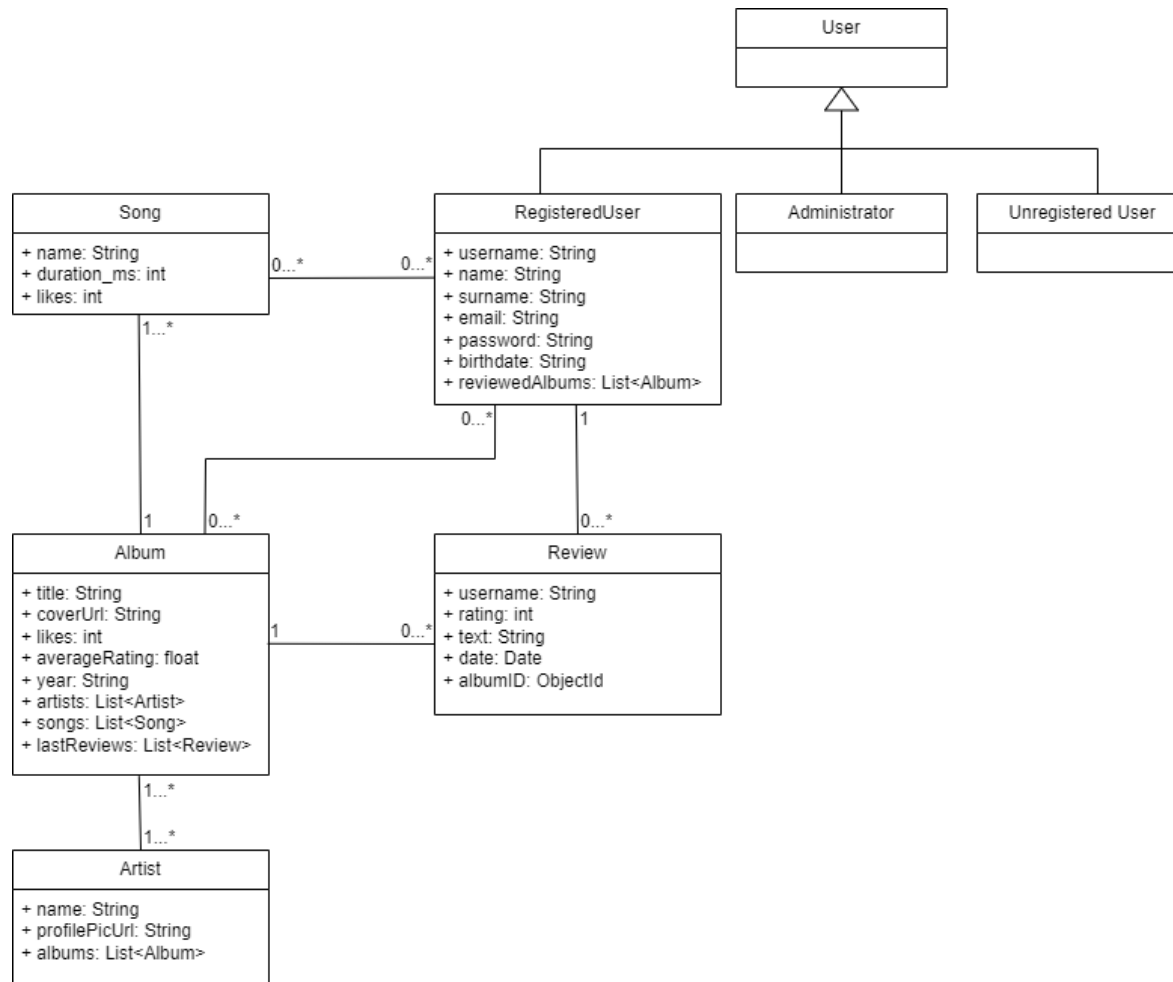 User
Song
+ name: String
+ duration_ms: int
+ likes: int
0...*
0...*
RegisteredUser
+ username: String
+ name: String
+ surname: String
+ email: String
+ password: String
+ birthdate: String
+ reviewedAlbums: List<Album>
Administrator
Unregistered User
1...*
0...*
1
1
0...*
0...*
Album
+ title: String
+ coverUrl: String
+ likes: int
+ averageRating: float
+ year: String
+ artists: List<Artist>
+ songs: List<Song>
+ lastReviews: List<Review>
1
0...*
Review
+ username: String
+ rating: int
+ text: String
+ date: Date
+ albumID: ObjectId
1...*
1...*
Artist
+ name: String
+ profilePicUrl: String
+ albums: List<Album>